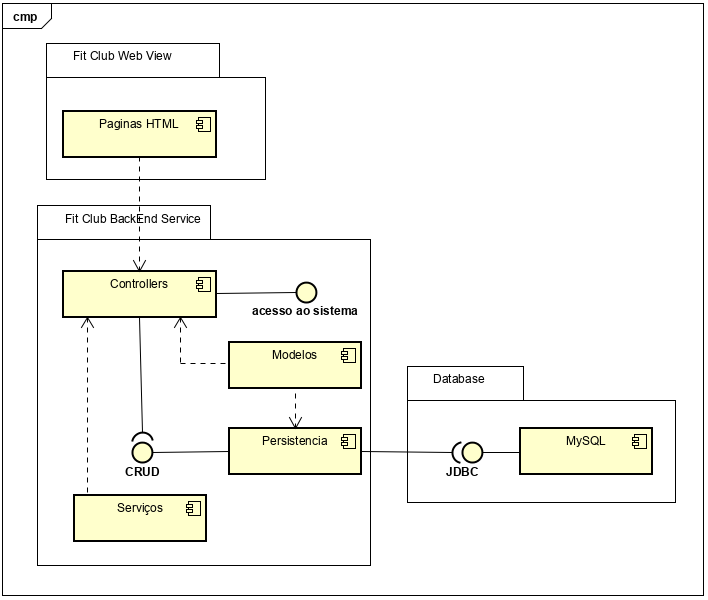 cmp
Fit Club Web View
Paginas HTML
Fit Club BackEnd Service
Controllers
acesso ao sistema
Modelos
Database
Persistencia
MySQL
CRUD
JDBC
Serviços